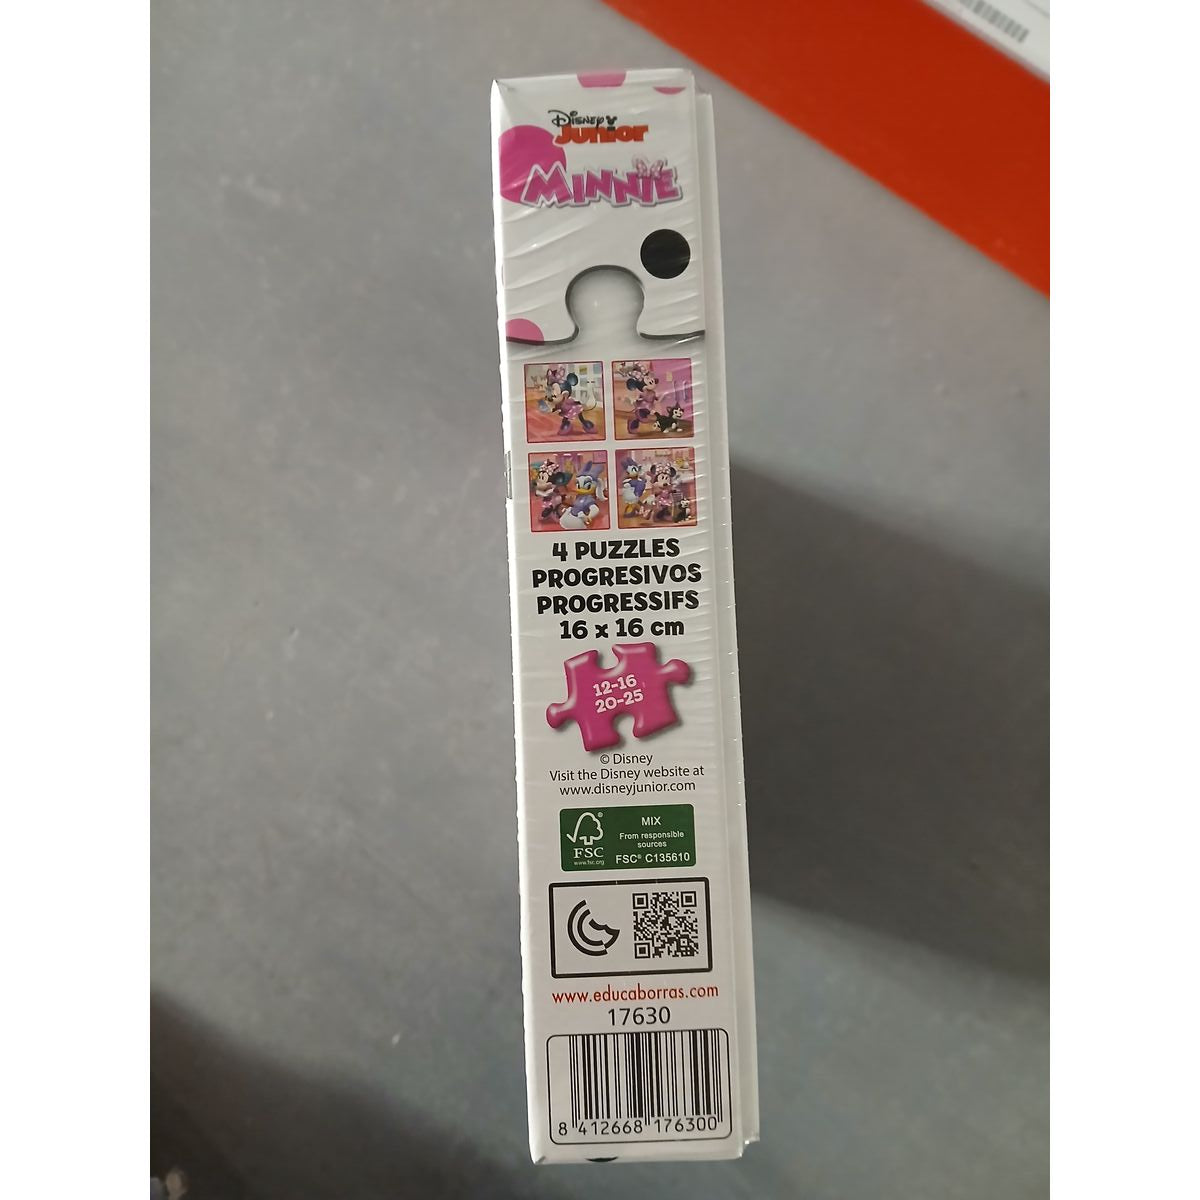 Disney
Junior
MINNIE
4 PUZZLES
PROGRESIVOS
PROGRESSIFS
16 x 16 cm
12-16
20-25
© Disney
Visit the Disney website at
www.disneyjunior.com
FSC
www.fsc.org
MIX
From responsible
sources
FSC® C135610
www.educaborras.com
17630
8 412668 176300